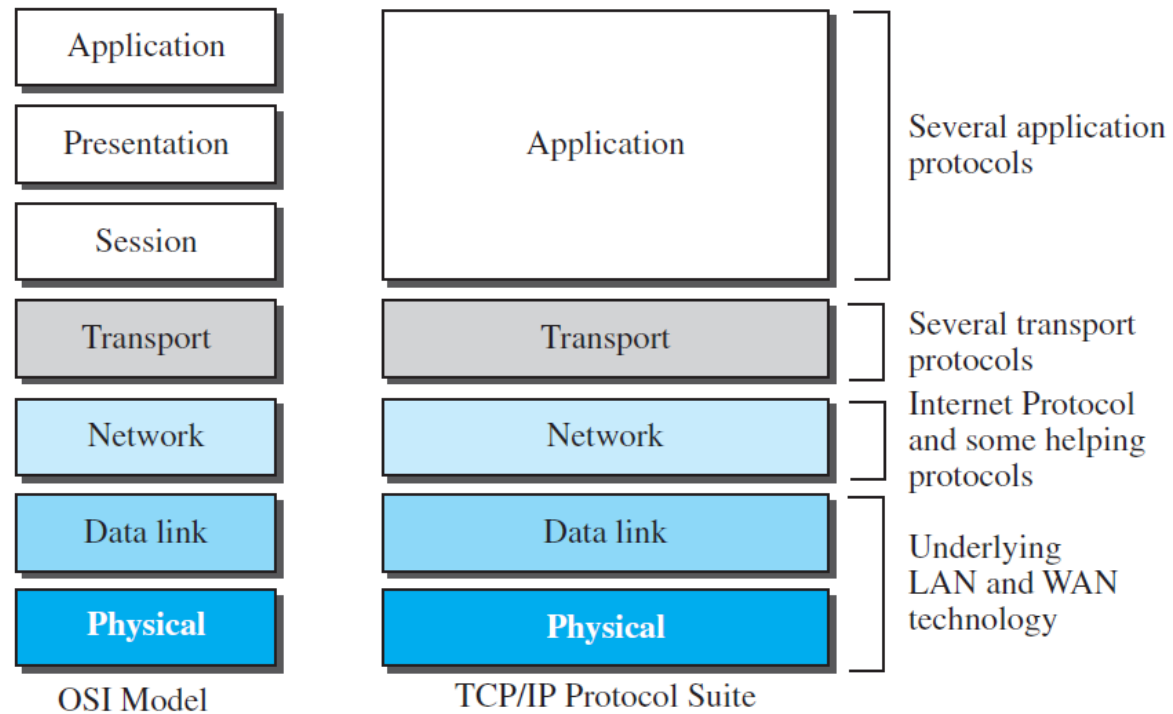 Application
Presentation
Session
Transport
Network
Data link
Physical
OSI Model
Application
Transport
Network
Data link
Physical
TCP/IP Protocol Suite
Several application
protocols
Several transport
protocols
Internet Protocol
and some helping
protocols
Underlying
LAN and WAN
technology